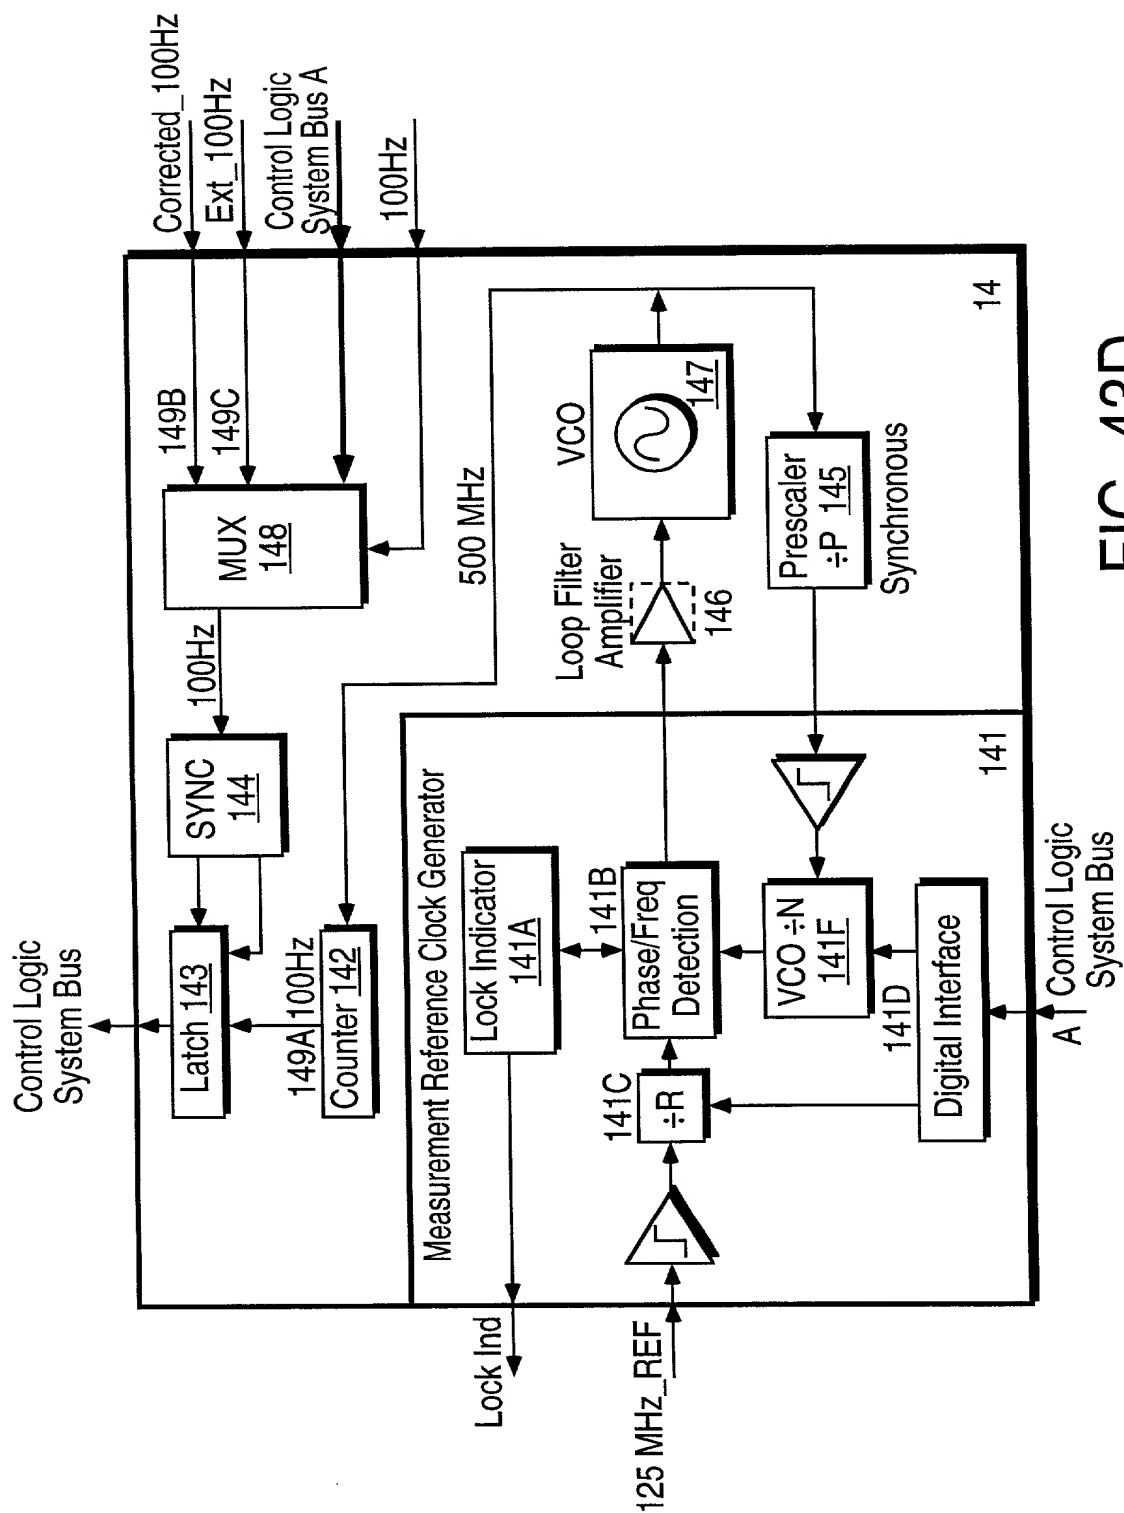 Control Logic
System Bus
Latch 143
149A
100Hz
Counter 142
SYNC
144
100Hz
MUX
148
149B
149C
Corrected_100Hz
Ext_100Hz
Control Logic
System Bus A
100Hz
500 MHz
Measurement Reference Clock Generator
Lock Ind
Lock Indicator
141A
141B
Phase/Freq
Detection
Loop Filter
Amplifier
146
VCO
147
14
125 MHz_REF
141C
÷R
VCO ÷N
141F
141D
Digital Interface
Prescaler
÷P 145
Synchronous
141
A
Control Logic
System Bus
FIG. 43D